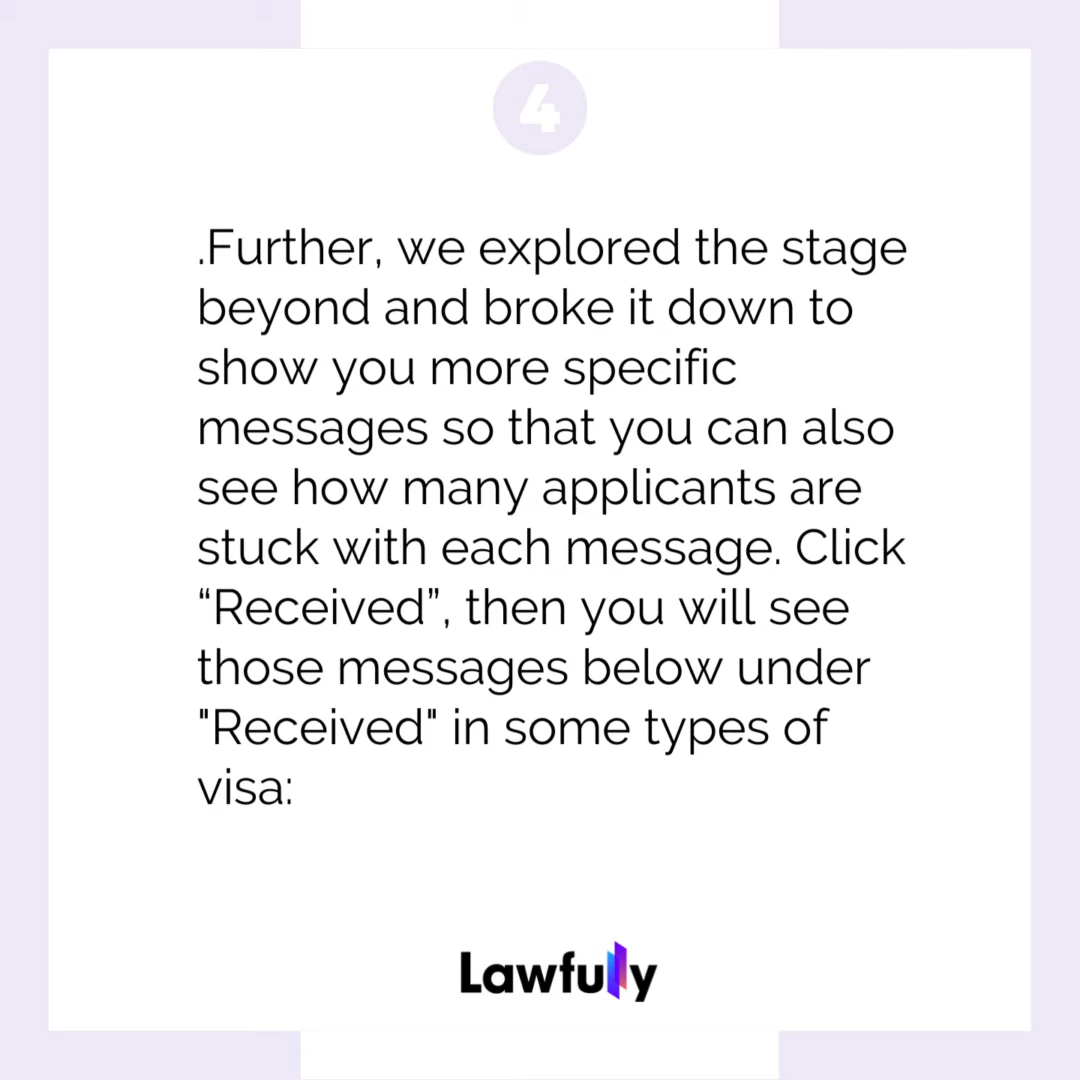 4
.Further, we explored the stage
beyond and broke it down to
show you more specific
messages so that you can also
see how many applicants are
stuck with each message. Click
“Received”, then you will see
those messages below under
"Received" in some types of
visa:
Lawfully